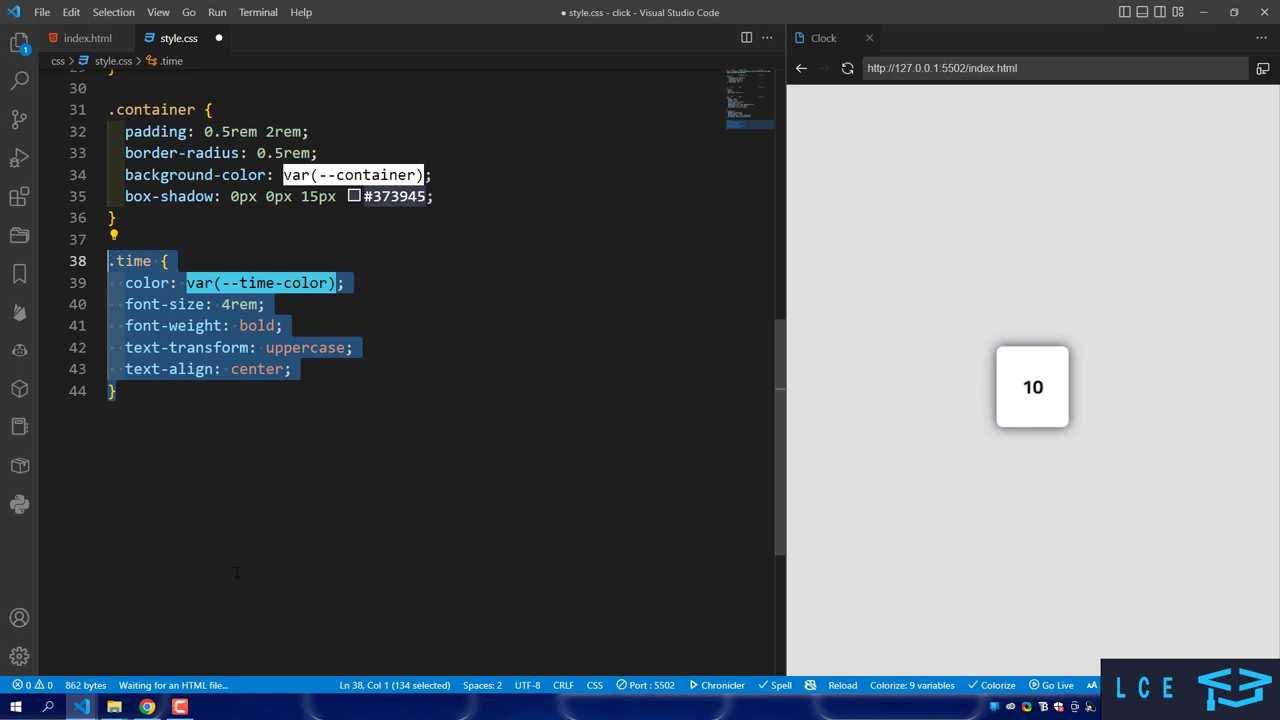 File Edit Selection View Go Run Terminal Help
● style.css - click - Visual Studio Code
index.html style.css ●
css > style.css > .time
Clock
http://127.0.0.1:5502/index.html
29 }
30
31 .container {
32 padding: 0.5rem 2rem;
33 border-radius: 0.5rem;
34 background-color: var(--container);
35 box-shadow: 0px 0px 15px #373945;
36 }
37
38 .time {
39 color: var(--time-color);
40 font-size: 4rem;
41 font-weight: bold;
42 text-transform: uppercase;
43 text-align: center;
44 }
10
1
0 0 862 bytes Waiting for an HTML file... Ln 38, Col 1 (134 selected) Spaces: 2 UTF-8 CRLF CSS Port : 5502 Chronicler Spell Reload Colorize: 9 variables Colorize Go Live AA
LCE